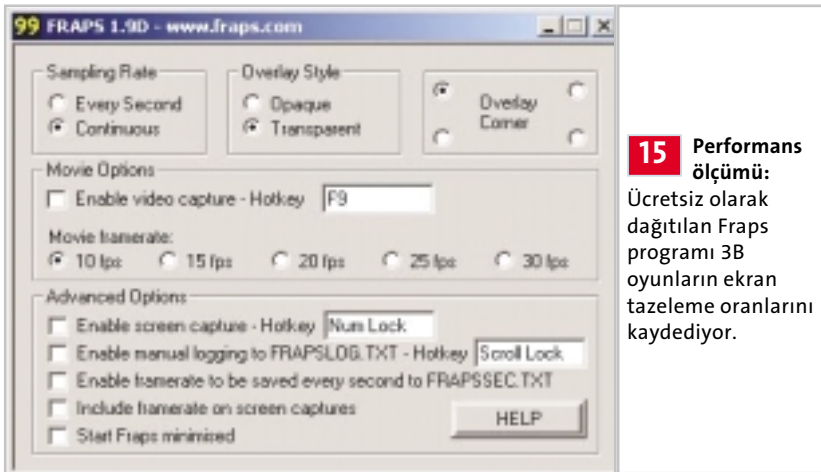 99 FRAPS 1.9D - www.fraps.com
Sampling Rate
Every Second
Continuous
Overlay Style
Opaque
Transparent
Overlay
Corner
Movie Options
Enable video capture - Hotkey F9
Movie framerate:
10 fps 15 fps 20 fps 25 fps 30 fps
Advanced Options
Enable screen capture - Hotkey Num Lock
Enable manual logging to FRAPSLOG.TXT - Hotkey Scroll Lock
Enable framerate to be saved every second to FRAPSSEC.TXT
Include framerate on screen captures
Start Fraps minimised
HELP
15 Performans
ölçümü:
Ücretsiz olarak
dağıtılan Fraps
programı 3B
oyunların ekran
tazeleme oranlarını
kaydediyor.